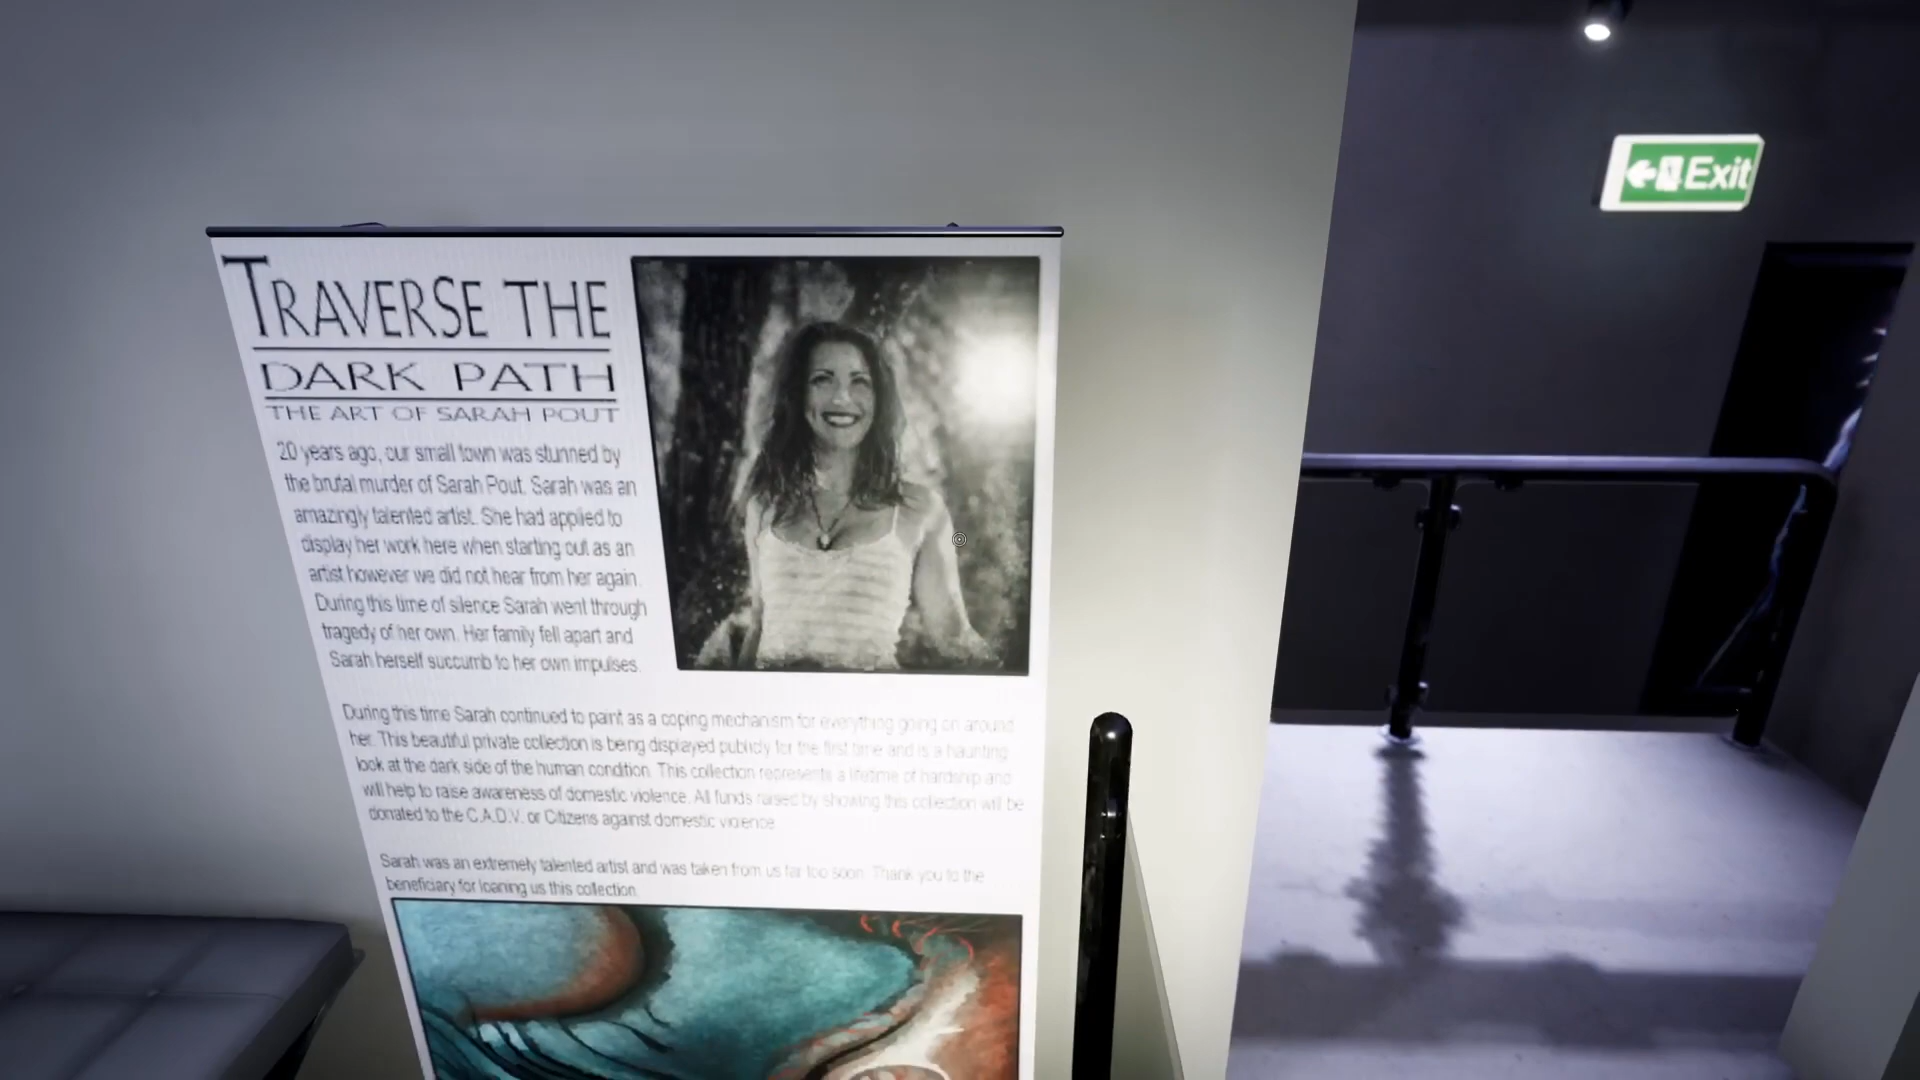 TRAVERSE THE
DARK PATH
THE ART OF SARAH POUT
20 years ago, our small town was stunned by
the brutal murder of Sarah Pout. Sarah was an
amazingly talented artist. She had applied to
display her work here when starting out as an
artist however we did not hear from her again.
During this time of silence Sarah went through
tragedy of her own. Her family fell apart and
Sarah herself succumb to her own impulses.
During this time Sarah continued to paint as a coping mechanism for everything going on around
her. This beautiful private collection is being displayed publicly for the first time and is a haunting
look at the dark side of the human condition. This collection represents a lifetime of hardship and
will help to raise awareness of domestic violence. All funds raised by showing this collection will be
donated to the C.A.D.V. or Citizens against domestic violence
Sarah was an extremely talented artist and was taken from us far too soon. Thank you to the
beneficiary for loaning us this collection.
Exit